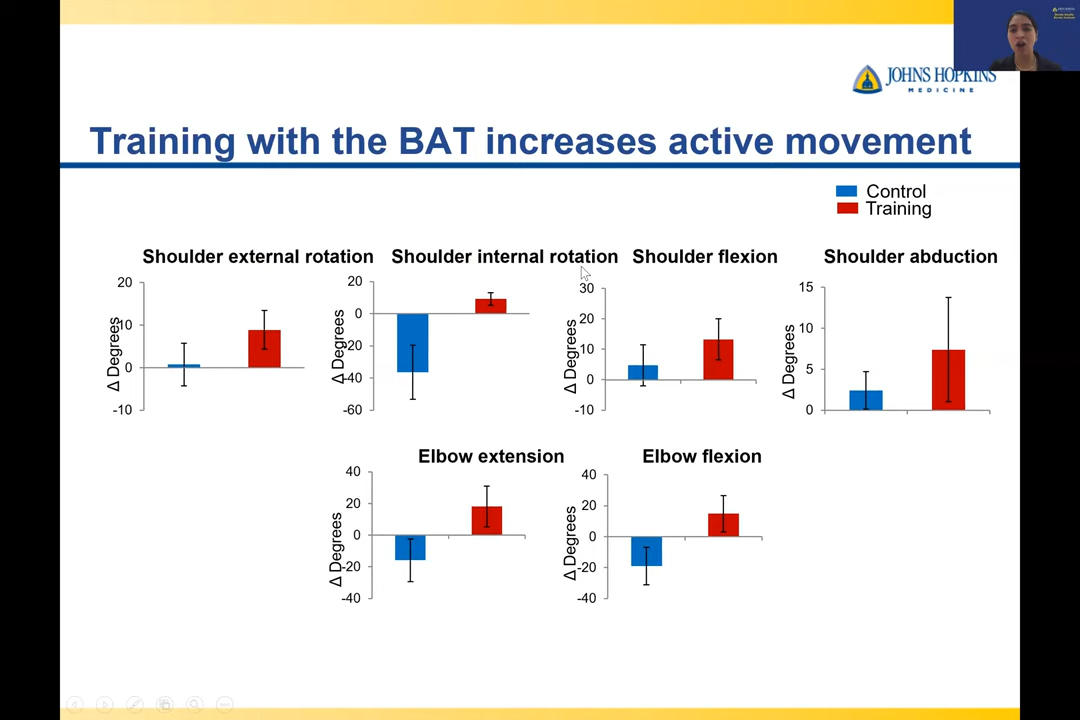 JOHNS HOPKINS
MEDICINE
Training with the BAT increases active movement
Control
Training
Shoulder external rotation
Δ Degrees
20
10
0
-10
Shoulder internal rotation
Δ Degrees
20
0
-20
-40
-60
Shoulder flexion
Δ Degrees
30
20
10
0
-10
Shoulder abduction
Δ Degrees
15
10
5
0
Elbow extension
Δ Degrees
40
20
0
-20
-40
Elbow flexion
Δ Degrees
40
20
0
-20
-40